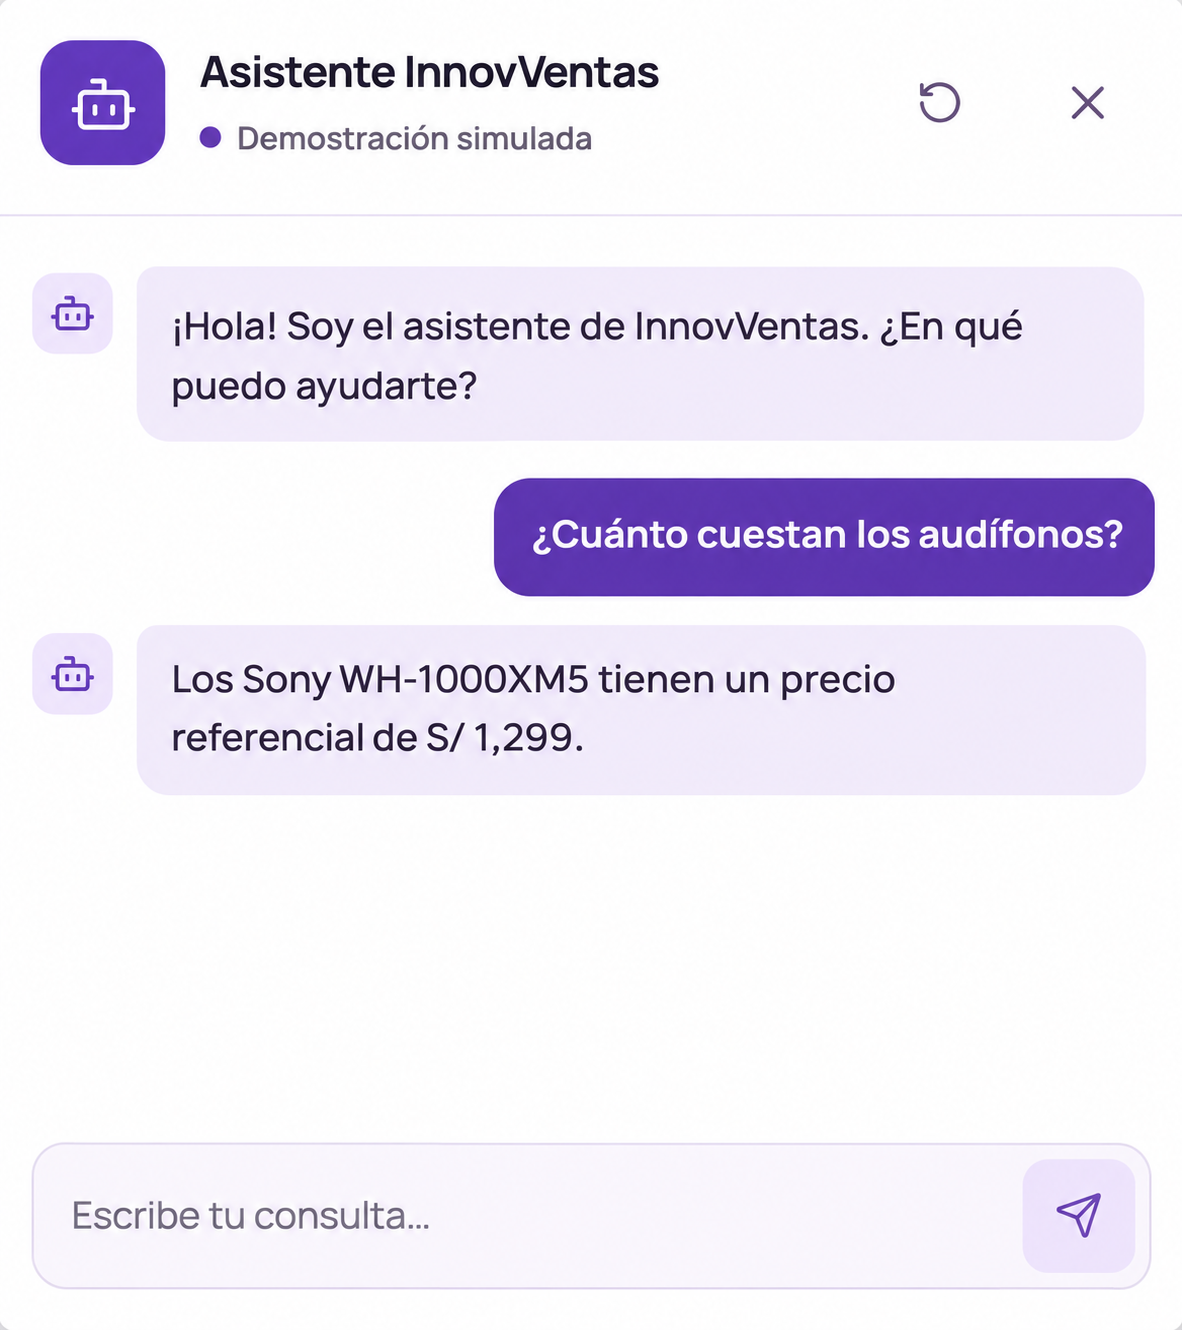 Asistente InnovVentas
Demostración simulada
¡Hola! Soy el asistente de InnovVentas. ¿En qué
puedo ayudarte?
¿Cuánto cuestan los audífonos?
Los Sony WH-1000XM5 tienen un precio
referencial de S/ 1,299.
Escribe tu consulta...